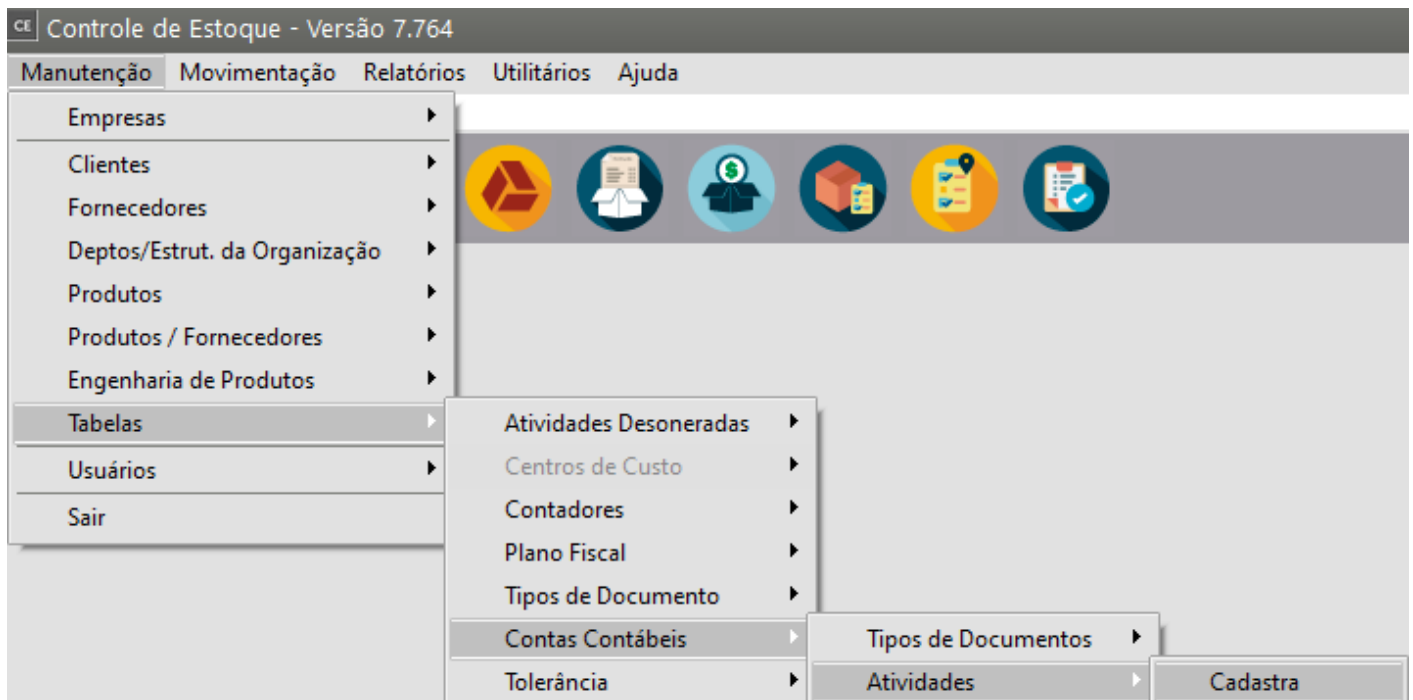 CE Controle de Estoque - Versão 7.764
Manutenção Movimentação Relatórios Utilitários Ajuda
Empresas
Clientes
Fornecedores
Deptos/Estrut. da Organização
Produtos
Produtos / Fornecedores
Engenharia de Produtos
Tabelas
Usuários
Sair
Atividades Desoneradas
Centros de Custo
Contadores
Plano Fiscal
Tipos de Documento
Contas Contábeis
Tolerância
Tipos de Documentos
Atividades
Cadastra